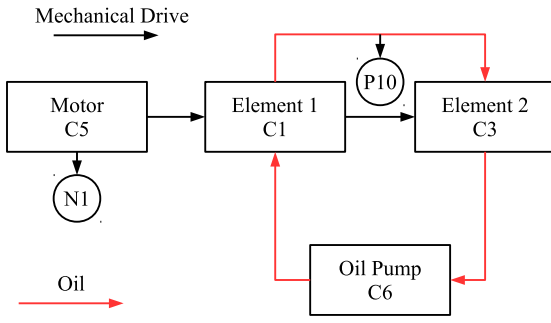 Mechanical Drive
P10
Motor
C5
Element 1
C1
Element 2
C3
N1
Oil Pump
C6
Oil